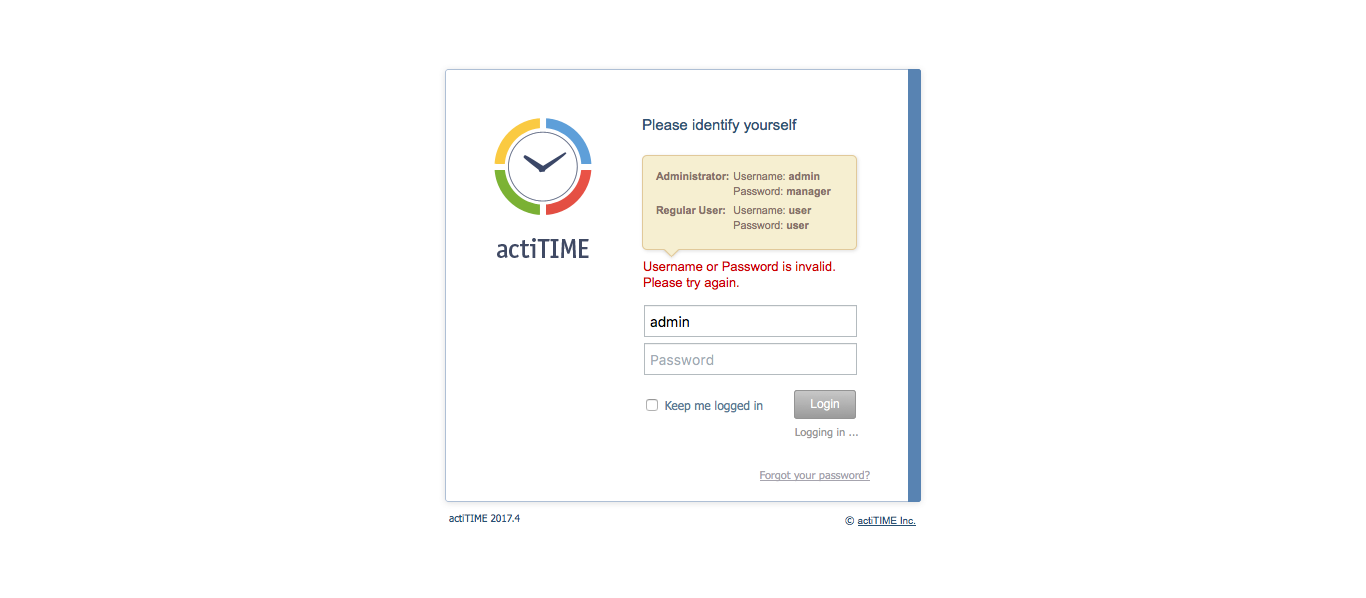 actiTIME
Please identify yourself
Administrator: Username: admin
Password: manager
Regular User: Username: user
Password: user
Username or Password is invalid.
Please try again.
admin
Password
Keep me logged in
Login
Logging in ...
Forgot your password?
actiTIME 2017.4
© actiTIME Inc.